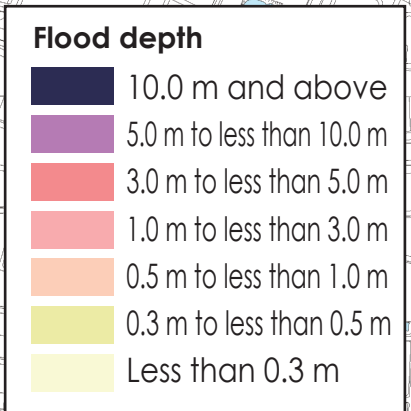 Flood depth
10.0 m and above
5.0 m to less than 10.0 m
3.0 m to less than 5.0 m
1.0 m to less than 3.0 m
0.5 m to less than 1.0 m
0.3 m to less than 0.5 m
Less than 0.3 m